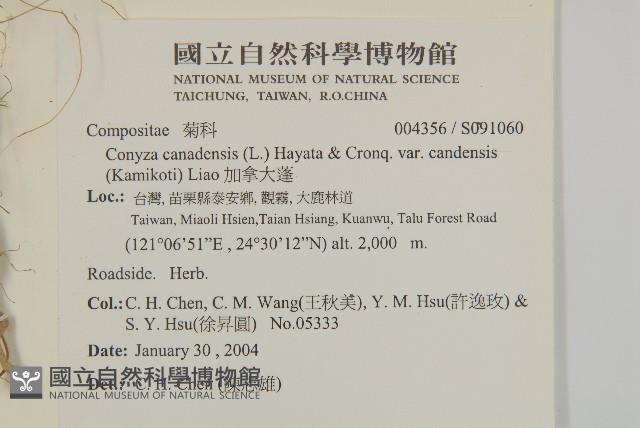 國立自然科學博物館
NATIONAL MUSEUM OF NATURAL SCIENCE
TAICHUNG, TAIWAN, R.O.CHINA
Compositae 菊科 004356 / S091060
Conyza canadensis (L.) Hayata & Cronq. var. candensis
(Kamikoti) Liao 加拿大蓬
Loc.: 台灣, 苗栗縣泰安鄉, 觀霧, 大鹿林道
Taiwan, Miaoli Hsien,Taian Hsiang, Kuanwu, Talu Forest Road
(121°06’51”E , 24°30’12”N) alt. 2,000 m.
Roadside. Herb.
Col.: C. H. Chen, C. M. Wang(王秋美), Y. M. Hsu(許逸玫) &
S. Y. Hsu(徐昇圓) No.05333
Date: January 30 , 2004
Det.: C. H. Chen (陳志雄)
國立自然科學博物館
NATIONAL MUSEUM OF NATURAL SCIENCE